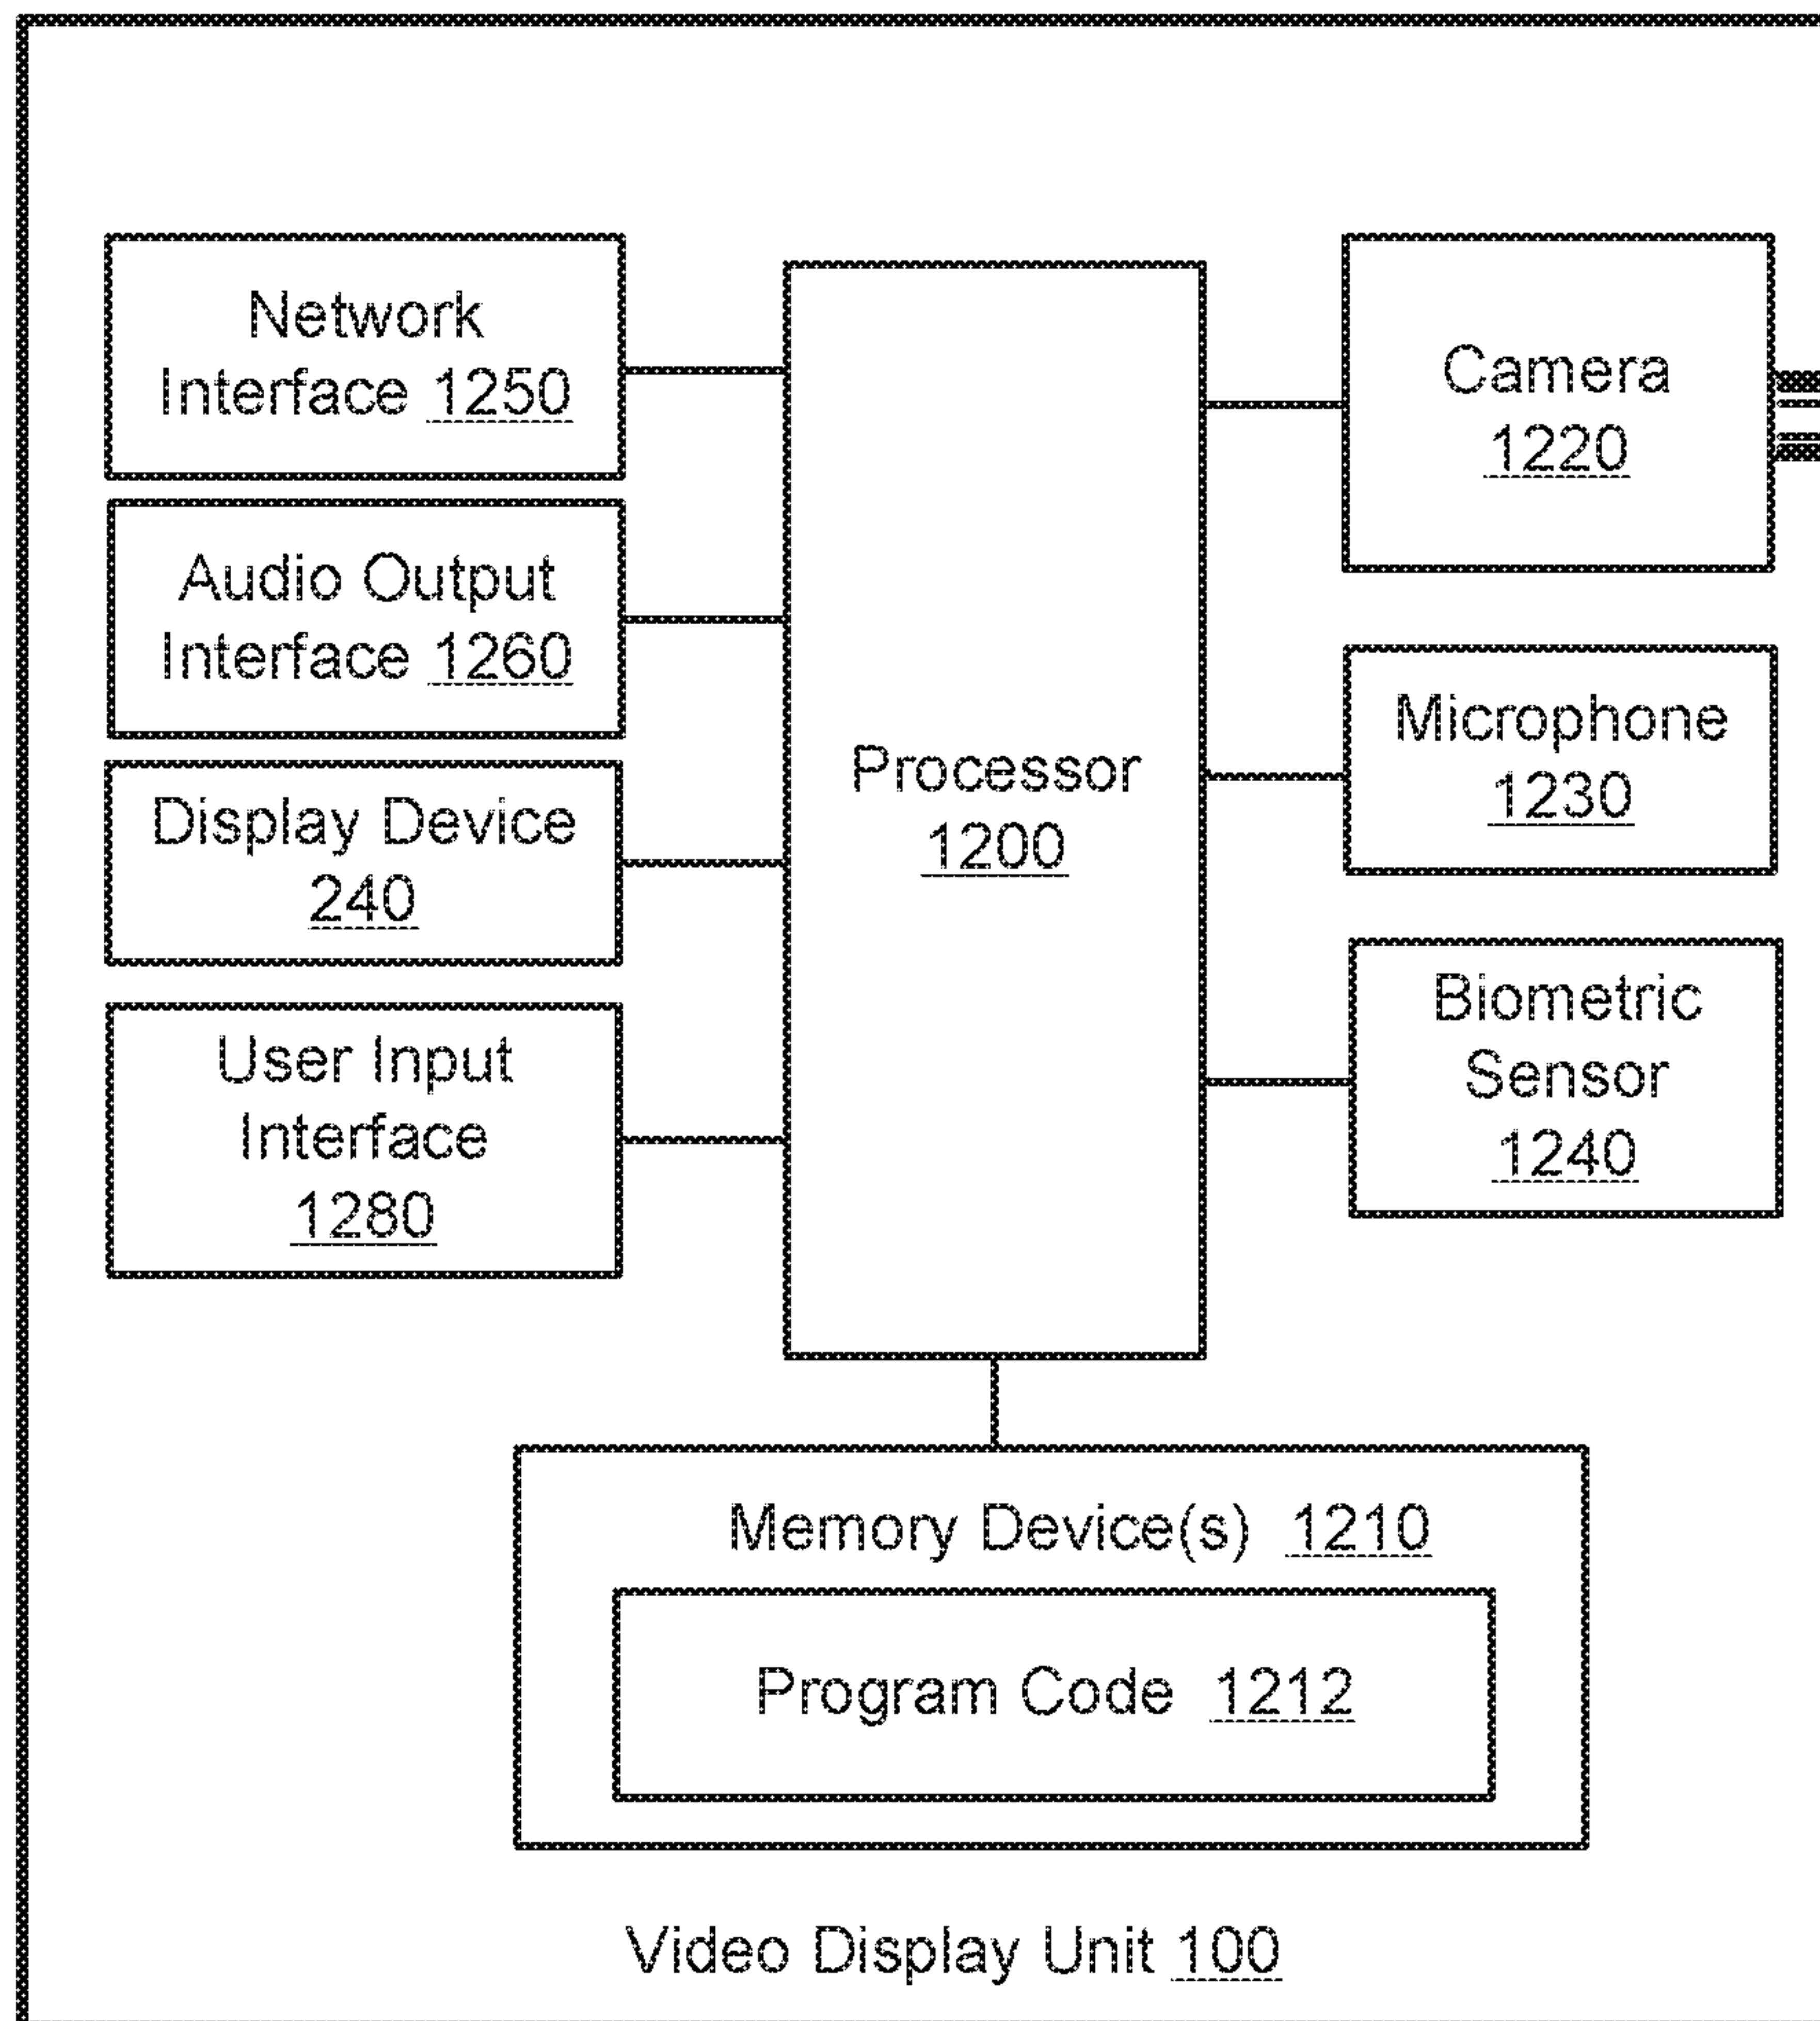 Network
Interface 1250
Audio Output
Interface 1260
Display Device
240
User Input
Interface
1280
Processor
1200
Camera
1220
Microphone
1230
Biometric
Sensor
1240
Memory Device(s) 1210
Program Code 1212
Video Display Unit 100